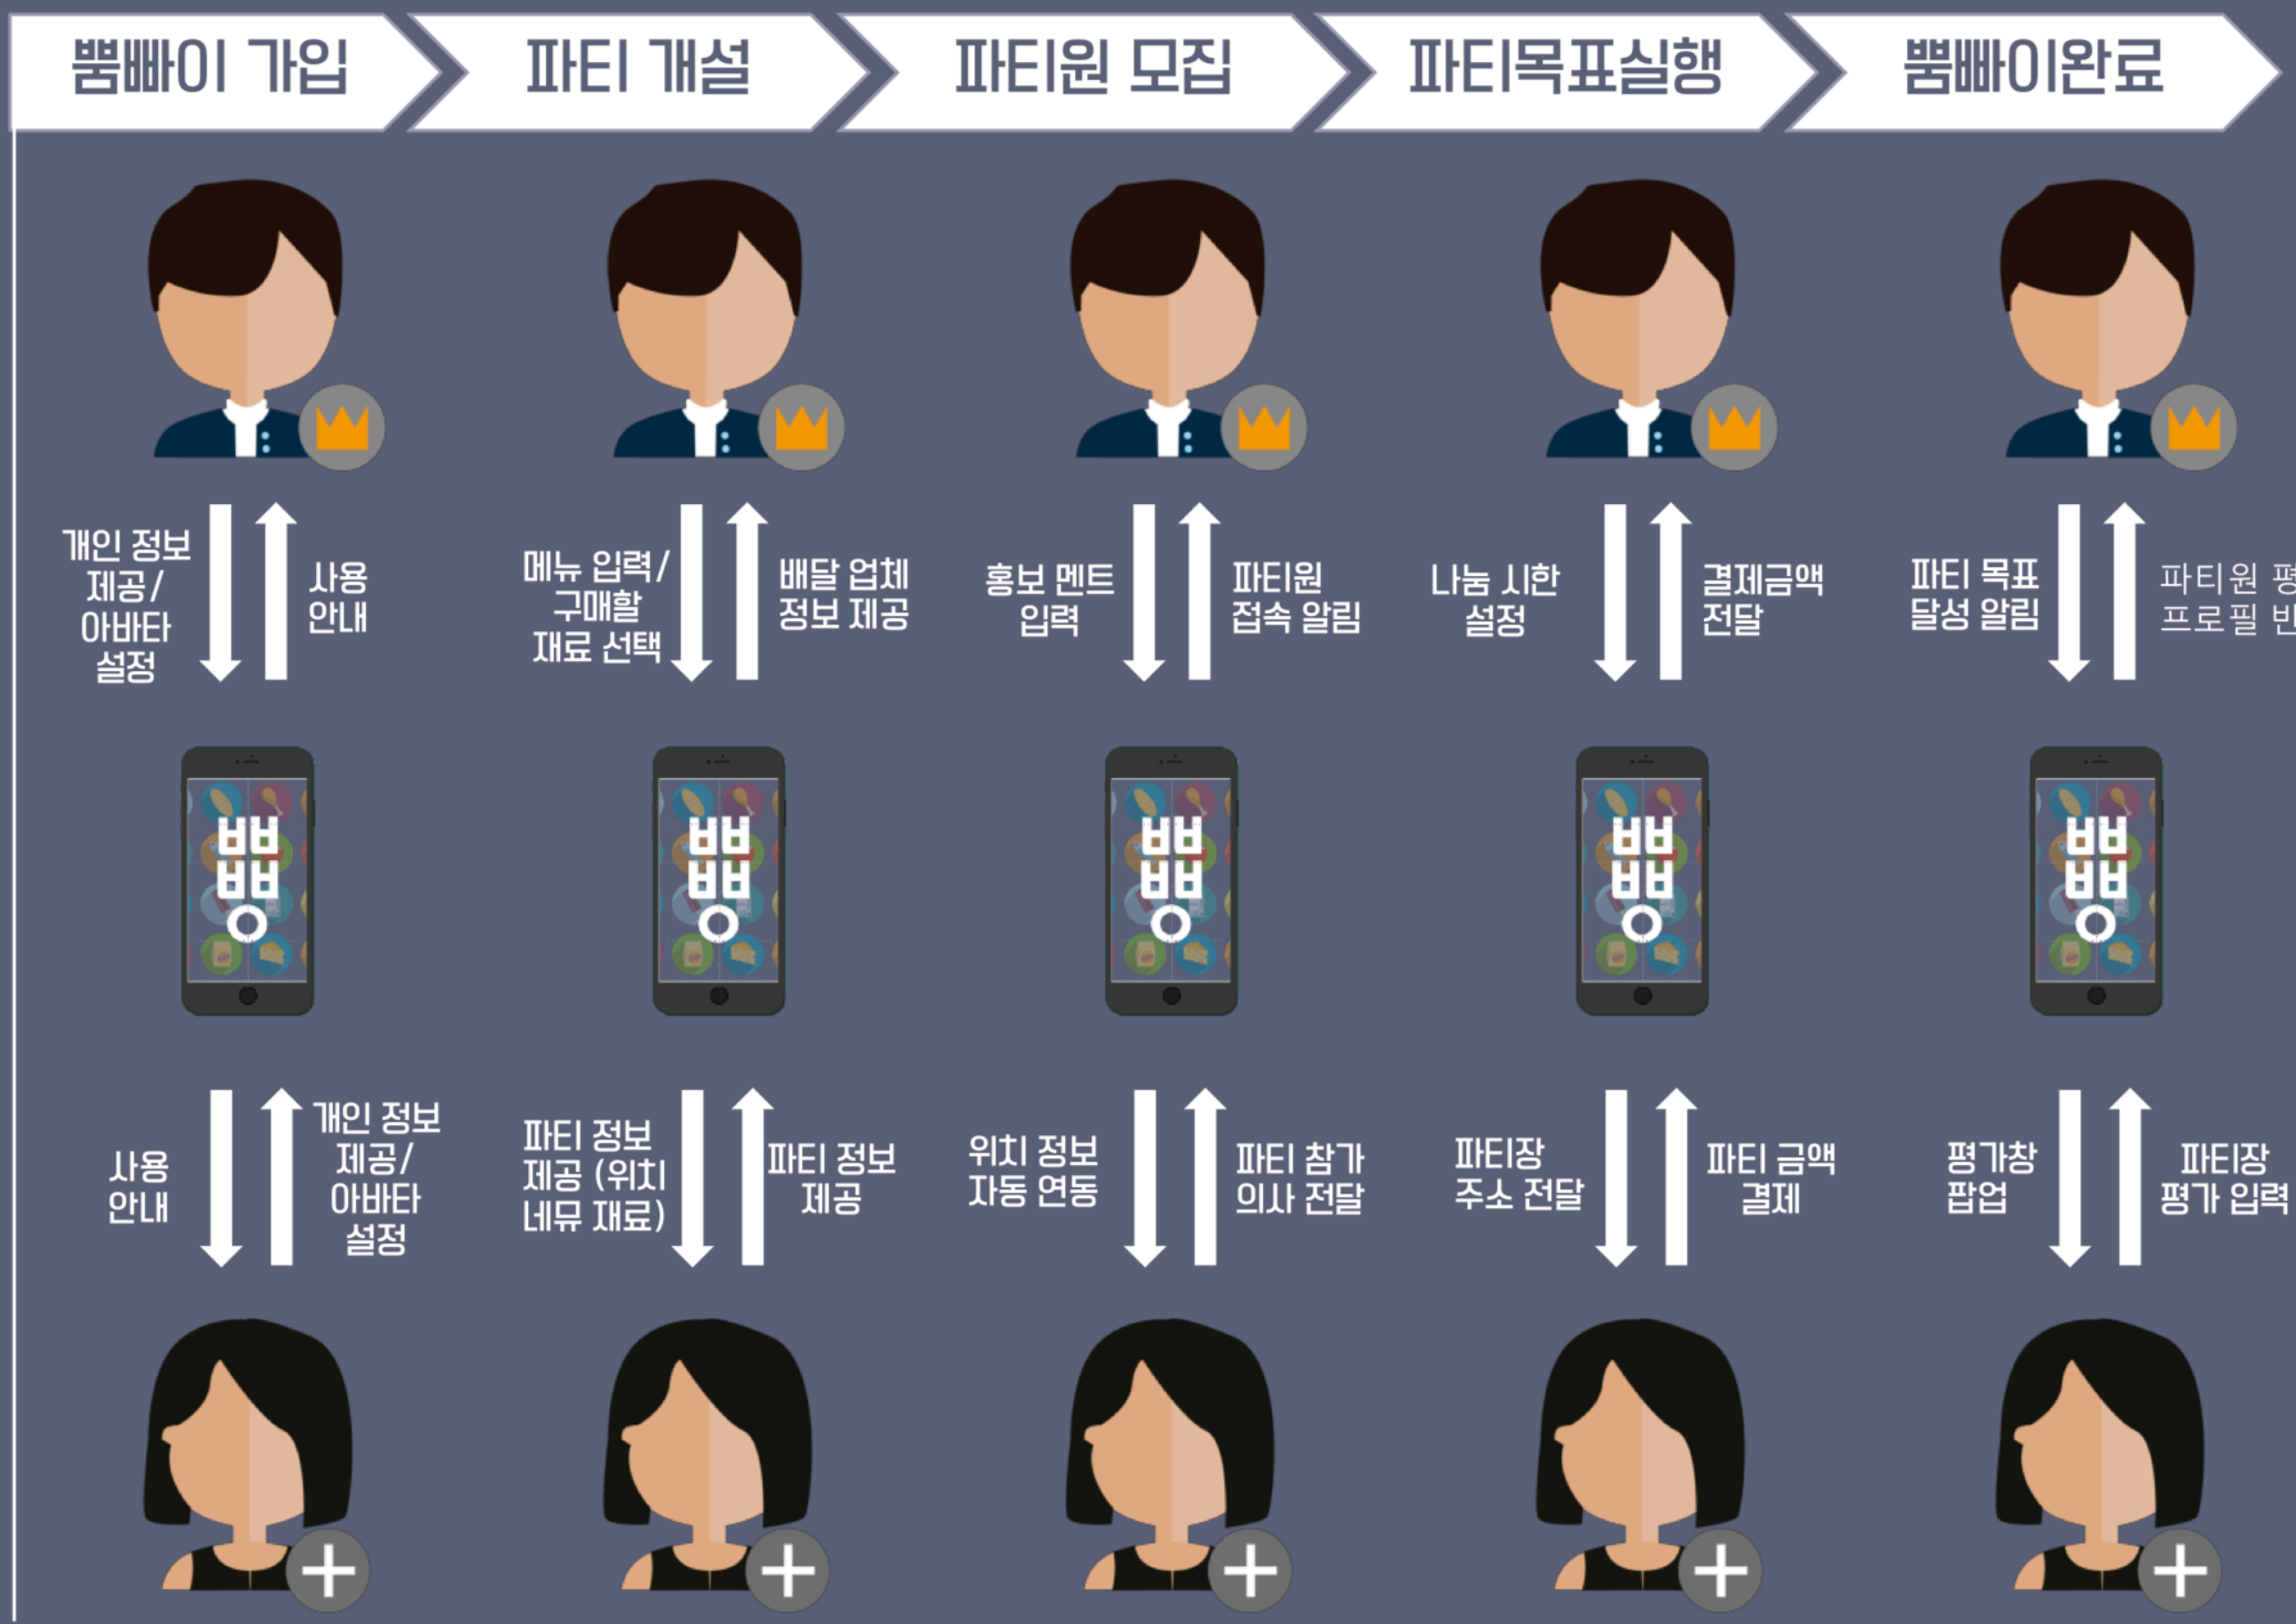 뿜빠이 가입
파티 개설
파티원 모집
파티목표실행
뿜빠이완료
개인 정보
제공/
아바타
설정
사용
안내
메뉴 입력/
구매할
재료 선택
배달 업체
정보 제공
홍보 멘트
입력
파티원
접속 알림
나눔 시한
설정
결제금액
전달
파티 목표
달성 알림
파티원
프로필
사용
안내
개인 정보
제공/
아바타
설정
파티 정보
제공 (위치
네뮤 재료)
파티 정보
제공
위치 정보
자동 연동
파티 참가
의사 전달
파티장
주소 전달
파티 금액
결제
평가창
팝업
파티장
평가 입력